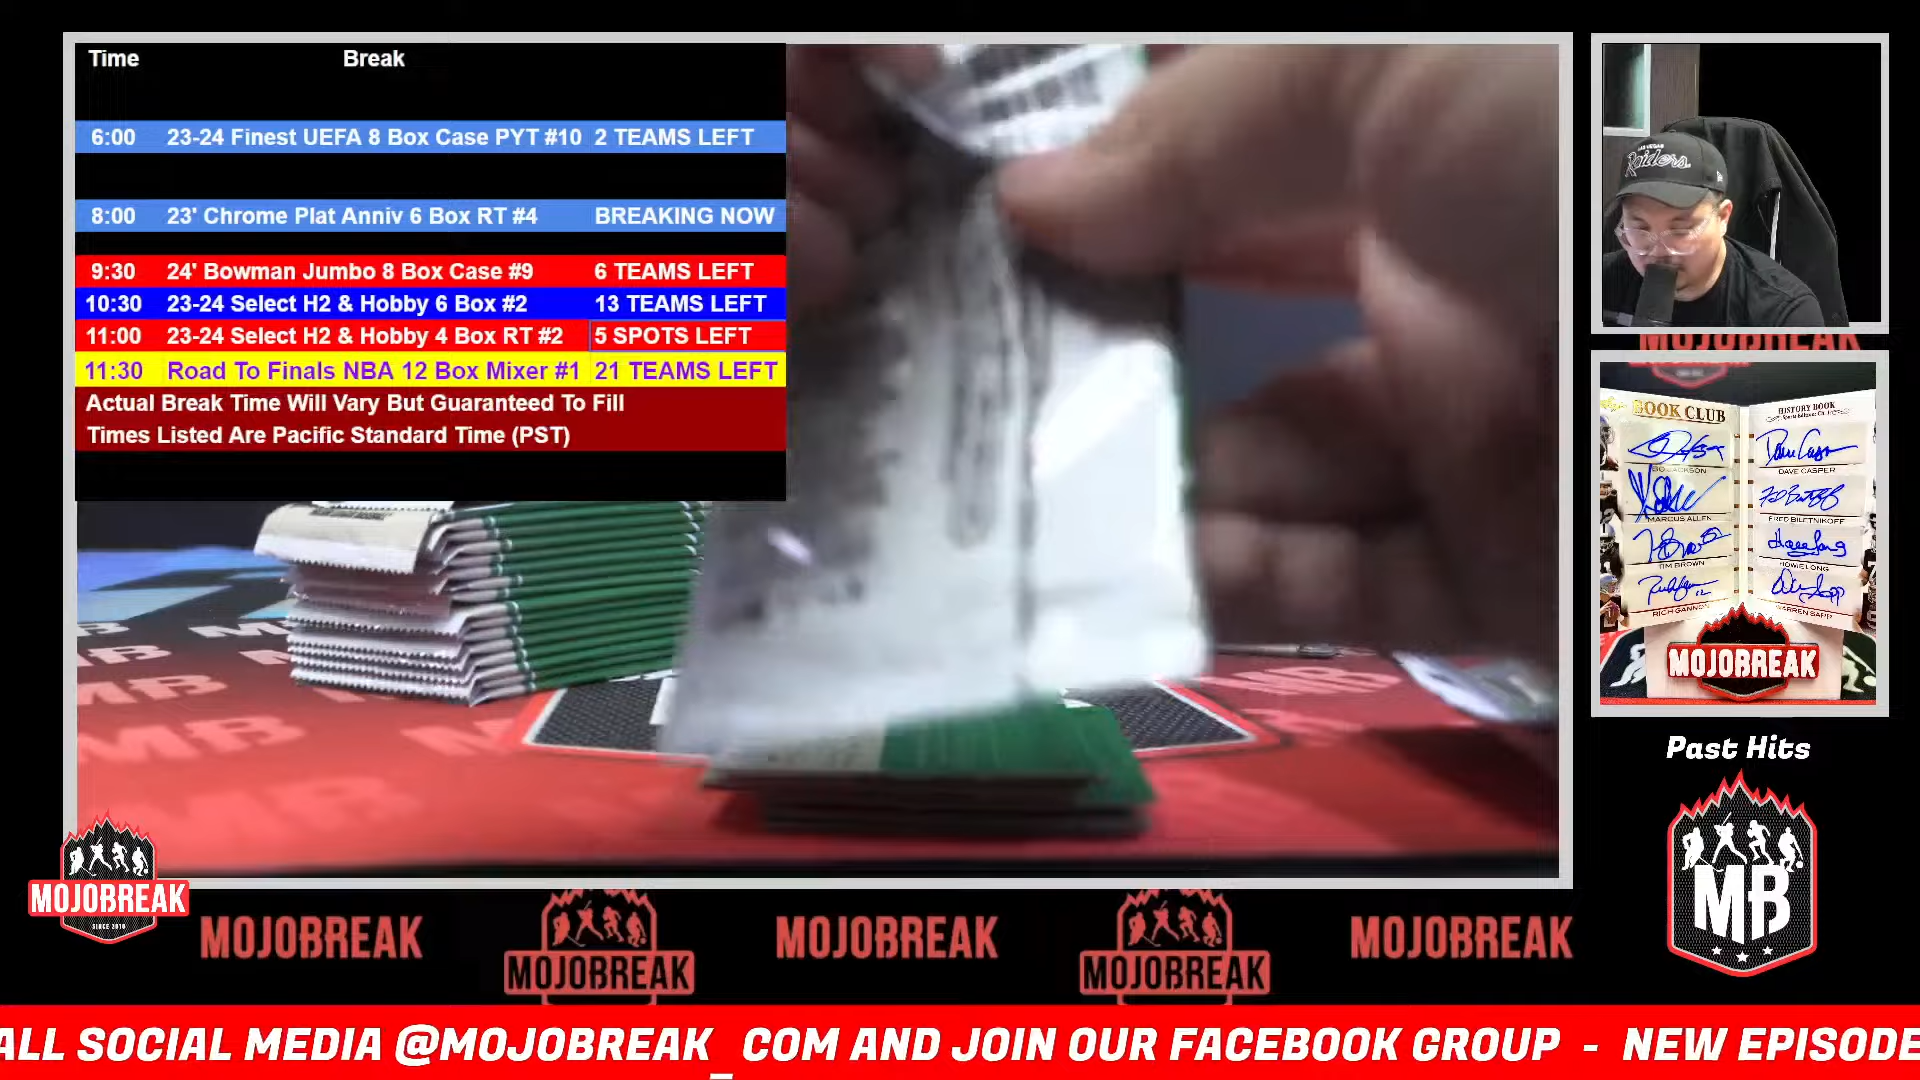 Time Break
6:00 23-24 Finest UEFA 8 Box Case PYT #10 2 TEAMS LEFT
8:00 23' Chrome Plat Anniv 6 Box RT #4 BREAKING NOW
9:30 24' Bowman Jumbo 8 Box Case #9 6 TEAMS LEFT
10:30 23-24 Select H2 & Hobby 6 Box #2 13 TEAMS LEFT
11:00 23-24 Select H2 & Hobby 4 Box RT #2 5 SPOTS LEFT
11:30 Road To Finals NBA 12 Box Mixer #1 21 TEAMS LEFT
Actual Break Time Will Vary But Guaranteed To Fill
Times Listed Are Pacific Standard Time (PST)
Raiders
BOOK CLUB
HISTORY BOOK
BO JACKSON
DAVE CASPER
MARCUS ALLEN
FRED BILETNIKOFF
TIM BROWN
HOWIE LONG
RICH GANNON
WARREN SAPP
MOJOBREAK
Past Hits
MB
MOJOBREAK
SINCE 2010
MOJOBREAK
MOJOBREAK
MOJOBREAK
MOJOBREAK
MOJOBREAK
ALL SOCIAL MEDIA @MOJOBREAK_COM AND JOIN OUR FACEBOOK GROUP - NEW EPISODE